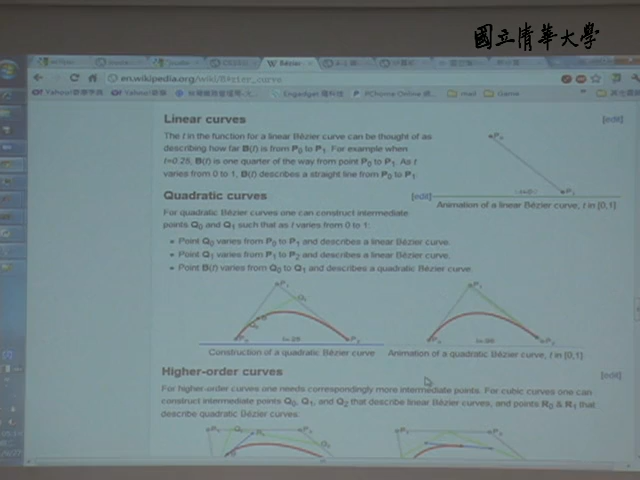 國立清華大學
Bézier
en.wikipedia.org/wiki/Bézier_curve
Engadget
PChome Online
mail
Game
Linear curves
[edit]
The t in the function for a linear Bézier curve can be thought of as
describing how far B(t) is from P0 to P1. For example when
t=0.25, B(t) is one quarter of the way from point P0 to P1. As t
varies from 0 to 1, B(t) describes a straight line from P0 to P1.
Animation of a linear Bézier curve, t in [0,1]
Quadratic curves
[edit]
For quadratic Bézier curves one can construct intermediate
points Q0 and Q1 such that as t varies from 0 to 1:
Point Q0 varies from P0 to P1 and describes a linear Bézier curve.
Point Q1 varies from P1 to P2 and describes a linear Bézier curve.
Point B(t) varies from Q0 to Q1 and describes a quadratic Bézier curve
Construction of a quadratic Bézier curve
Animation of a quadratic Bézier curve, t in [0,1]
Higher-order curves
[edit]
For higher-order curves one needs correspondingly more intermediate points. For cubic curves one can
construct intermediate points Q0, Q1, and Q2 that describe linear Bézier curves, and points R0 & R1 that
describe quadratic Bézier curves.